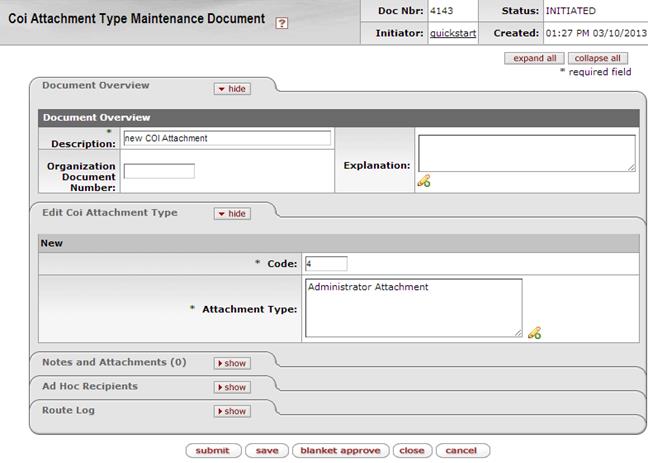 Coi Attachment Type Maintenance Document ?
Doc Nbr: 4143 Status: INITIATED
Initiator: quickstart Created: 01:27 PM 03/10/2013
expand all collapse all
* required field
Document Overview hide
Document Overview
* Description: new COI Attachment
Explanation:
Organization Document Number:
Edit Coi Attachment Type hide
New
* Code: 4
* Attachment Type: Administrator Attachment
Notes and Attachments (0) show
Ad Hoc Recipients show
Route Log show
submit save blanket approve close cancel